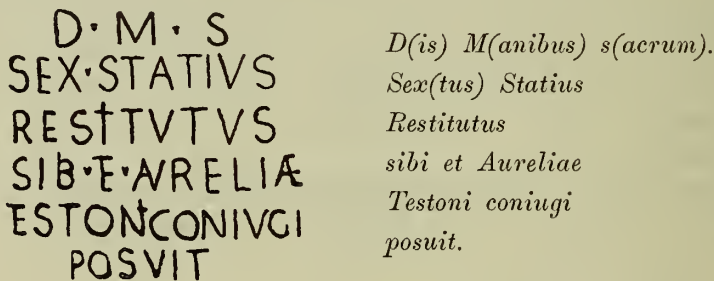 D· M · S
SEX·STATIVS
RESTITVTVS
SIB·E·AVRELIÆ
ESTONICONIVGI
POSVIT
D(is) M(anibus) s(acrum).
Sex(tus) Statius
Restitutus
sibi et Aureliae
Testoni coniugi
posuit.